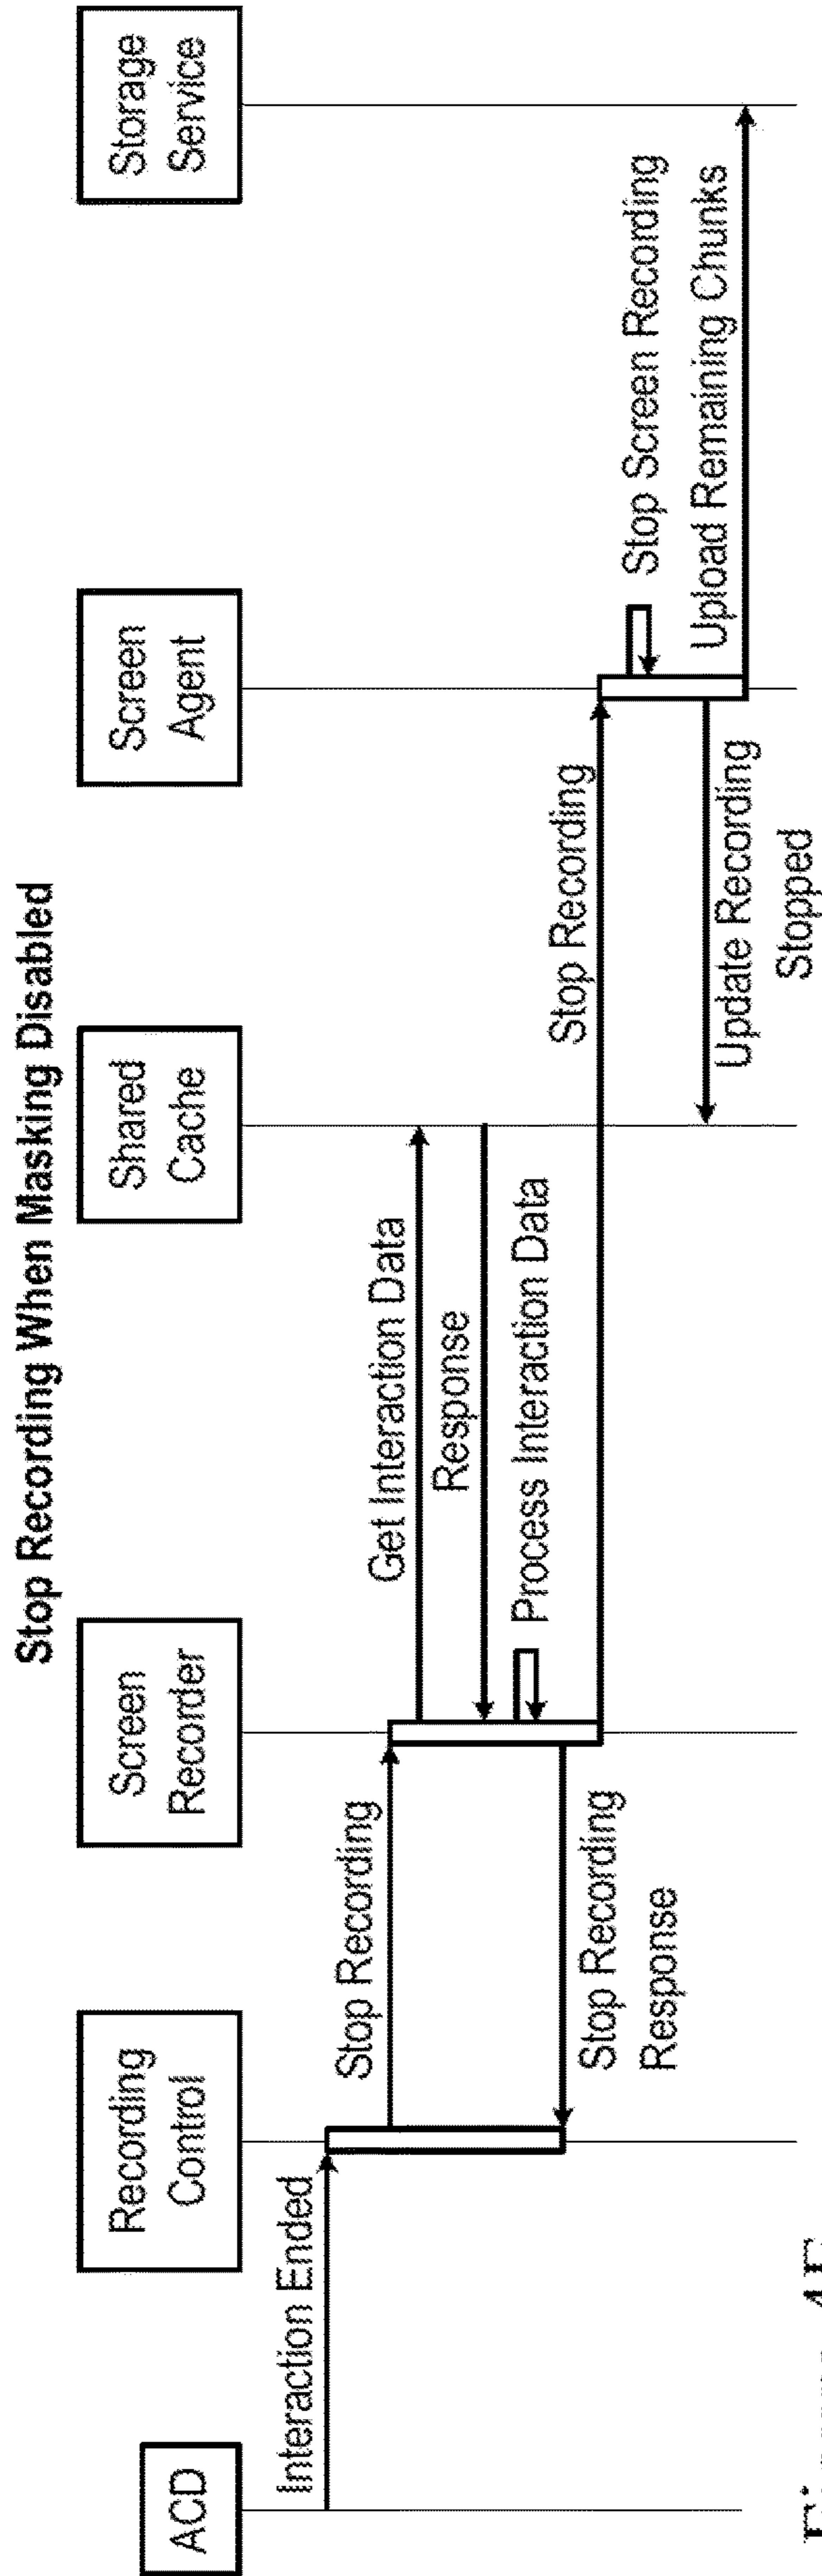 Stop Recording When Masking Disabled
ACD
Recording
Control
Screen
Recorder
Shared
Cache
Screen
Agent
Storage
Service
Interaction Ended
Stop Recording
Get Interaction Data
Response
Process Interaction Data
Stop Recording
Response
Stop Recording
Stop Screen Recording
Upload Remaining Chunks
Update Recording
Stopped